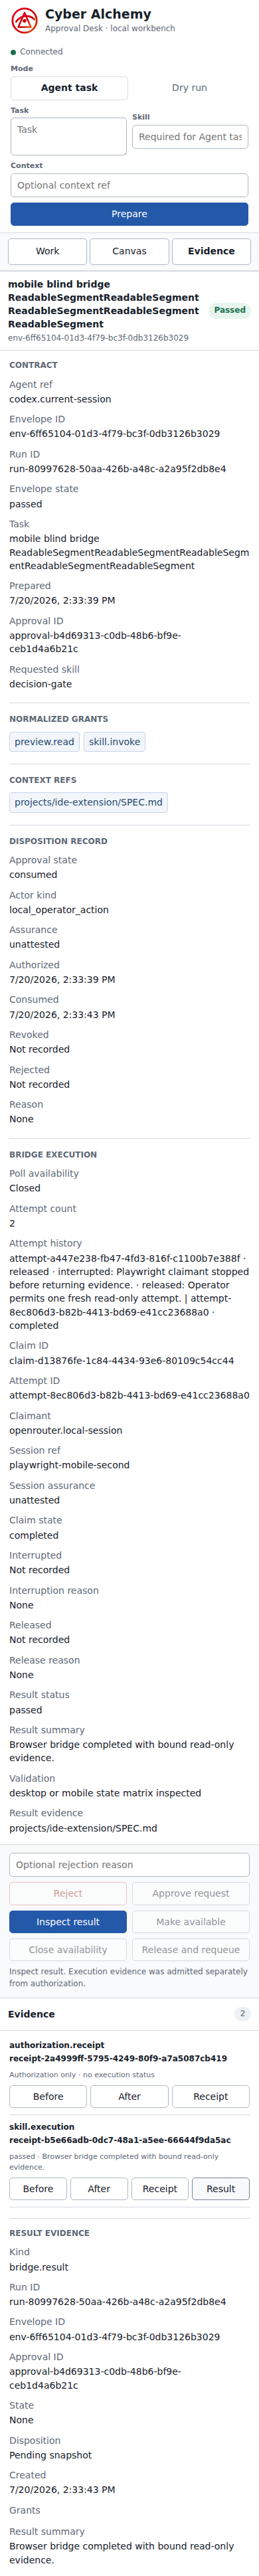 Cyber Alchemy
Approval Desk · local workbench
Connected
Mode
Agent task
Dry run
Task
Skill
Task
Required for Agent tas
Context
Optional context ref
Prepare
Work
Canvas
Evidence
mobile blind bridge
ReadableSegmentReadableSegment
ReadableSegmentReadableSegment
ReadableSegment
Passed
env-6ff65104-01d3-4f79-bc3f-0db3126b3029
CONTRACT
Agent ref
codex.current-session
Envelope ID
env-6ff65104-01d3-4f79-bc3f-0db3126b3029
Run ID
run-80997628-50aa-426b-a48c-a2a95f2db8e4
Envelope state
passed
Task
mobile blind bridge
ReadableSegmentReadableSegmentReadableSegm
entReadableSegmentReadableSegment
Prepared
7/20/2026, 2:33:39 PM
Approval ID
approval-b4d69313-c0db-48b6-bf9e-
ceb1d4a6b21c
Requested skill
decision-gate
NORMALIZED GRANTS
preview.read
skill.invoke
CONTEXT REFS
projects/ide-extension/SPEC.md
DISPOSITION RECORD
Approval state
consumed
Actor kind
local_operator_action
Assurance
unattested
Authorized
7/20/2026, 2:33:39 PM
Consumed
7/20/2026, 2:33:43 PM
Revoked
Not recorded
Rejected
Not recorded
Reason
None
BRIDGE EXECUTION
Poll availability
Closed
Attempt count
2
Attempt history
attempt-a447e238-fb47-4fd3-816f-c1100b7e388f ·
released · interrupted: Playwright claimant stopped
before returning evidence. · released: Operator
permits one fresh read-only attempt. | attempt-
8ec806d3-b82b-4413-bd69-e41cc23688a0 ·
completed
Claim ID
claim-d13876fe-1c84-4434-93e6-80109c54cc44
Attempt ID
attempt-8ec806d3-b82b-4413-bd69-e41cc23688a0
Claimant
openrouter.local-session
Session ref
playwright-mobile-second
Session assurance
unattested
Claim state
completed
Interrupted
Not recorded
Interruption reason
None
Released
Not recorded
Release reason
None
Result status
passed
Result summary
Browser bridge completed with bound read-only
evidence.
Validation
desktop or mobile state matrix inspected
Result evidence
projects/ide-extension/SPEC.md
Optional rejection reason
Reject
Approve request
Inspect result
Make available
Close availability
Release and requeue
Inspect result. Execution evidence was admitted separately
from authorization.
Evidence
2
authorization.receipt
receipt-2a4999ff-5795-4249-80f9-a7a5087cb419
Authorization only · no execution status
Before
After
Receipt
skill.execution
receipt-b5e66adb-0dc7-48a1-a5ee-66644f9da5ac
passed · Browser bridge completed with bound read-only
evidence.
Before
After
Receipt
Result
RESULT EVIDENCE
Kind
bridge.result
Run ID
run-80997628-50aa-426b-a48c-a2a95f2db8e4
Envelope ID
env-6ff65104-01d3-4f79-bc3f-0db3126b3029
Approval ID
approval-b4d69313-c0db-48b6-bf9e-
ceb1d4a6b21c
State
None
Disposition
Pending snapshot
Created
7/20/2026, 2:33:43 PM
Grants
Result summary
Browser bridge completed with bound read-only
evidence.